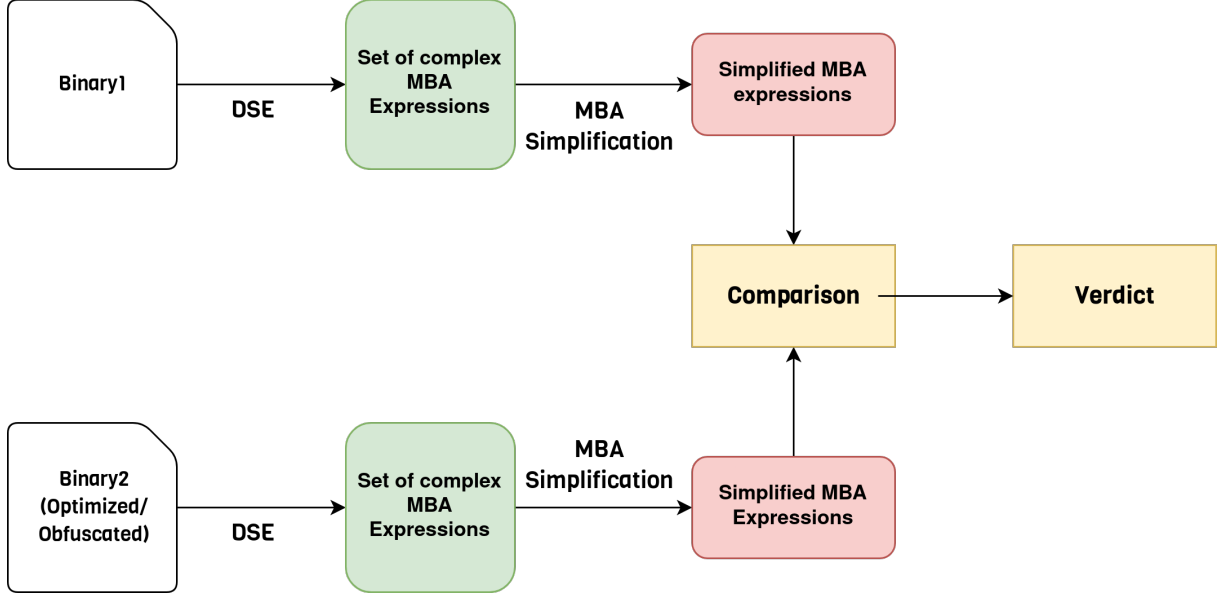 Binary1
DSE
Set of complex
MBA
Expressions
MBA
Simplification
Simplified MBA
expressions
Comparison
Verdict
Binary2
(Optimized/
Obfuscated)
DSE
Set of complex
MBA
Expressions
MBA
Simplification
Simplified MBA
Expressions